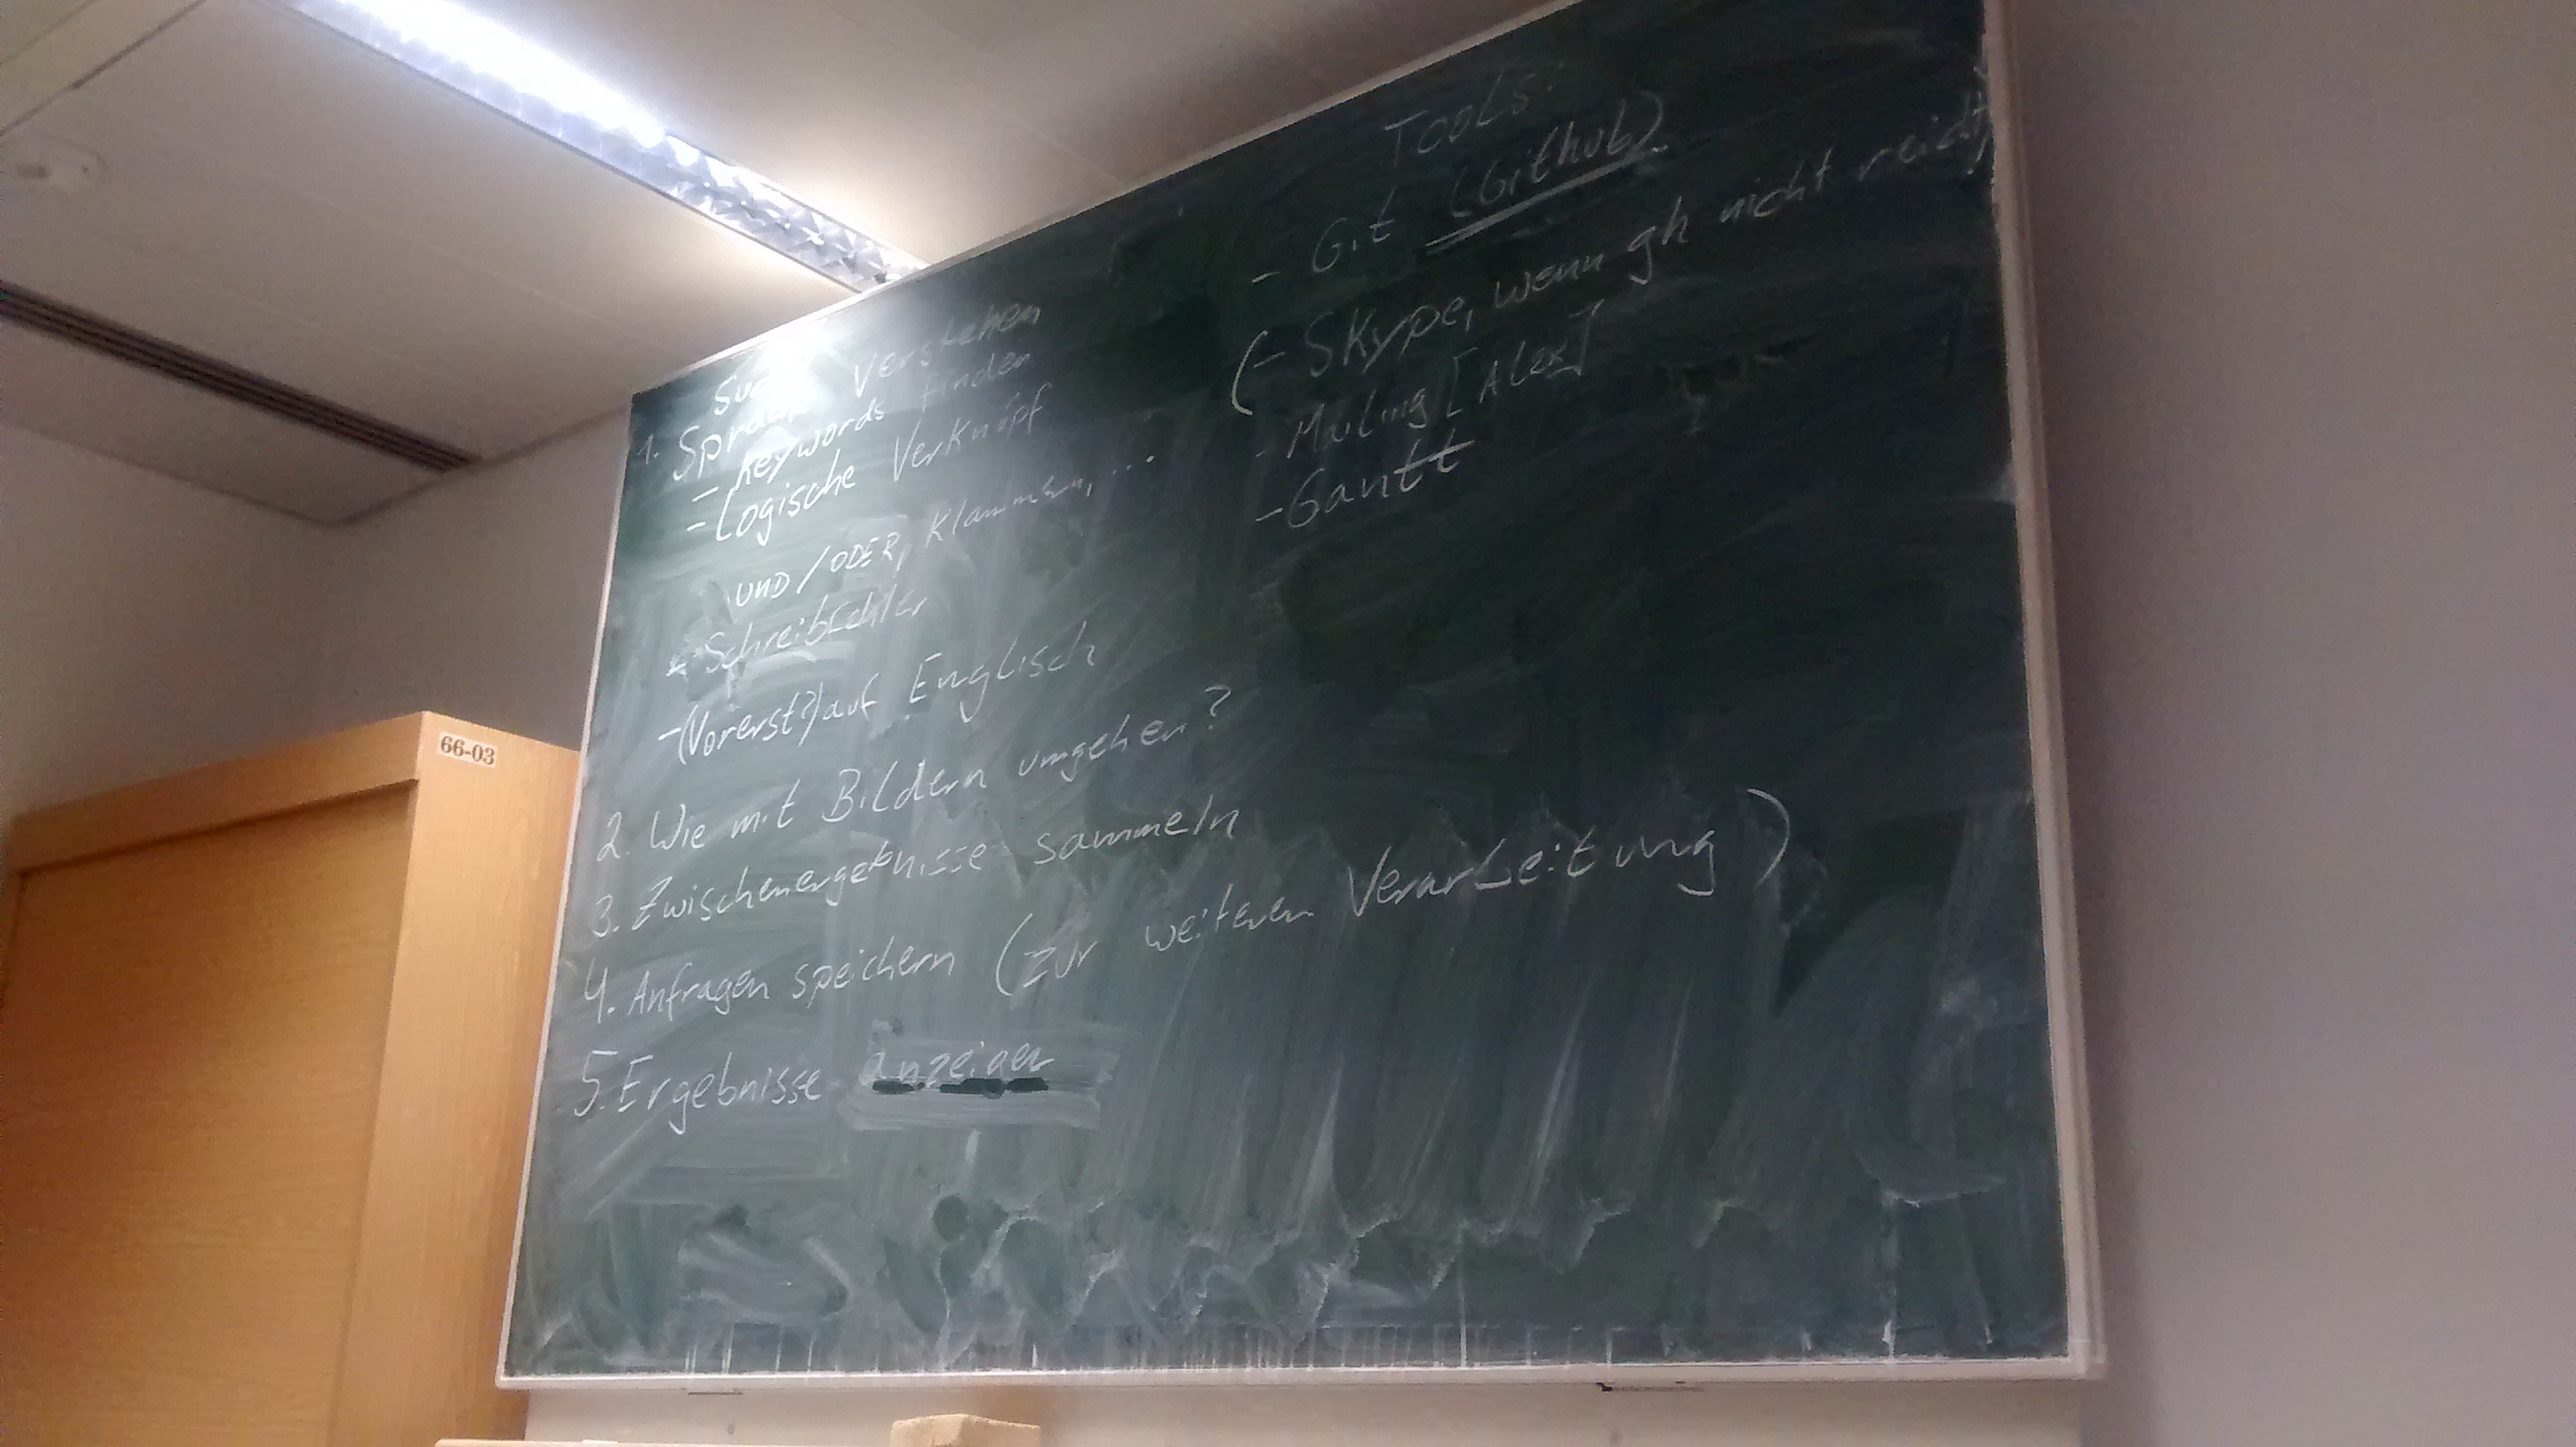 Suche
1. Sprache verstehen
- Keywords finden
- Logische Verknüpf
UND/ODER, Klammern, ...
- Schreibfehler
- (Vorerst?) auf Englisch
2. Wie mit Bildern umgehen?
3. Zwischenergebnisse sammeln
4. Anfragen speichern (zur weiteren Verarbeitung)
5. Ergebnisse anzeigen
Tools:
- Git (Github)
(- Skype, wenn gh nicht reicht)
- Mailing [Alex]
- Gantt
66-03